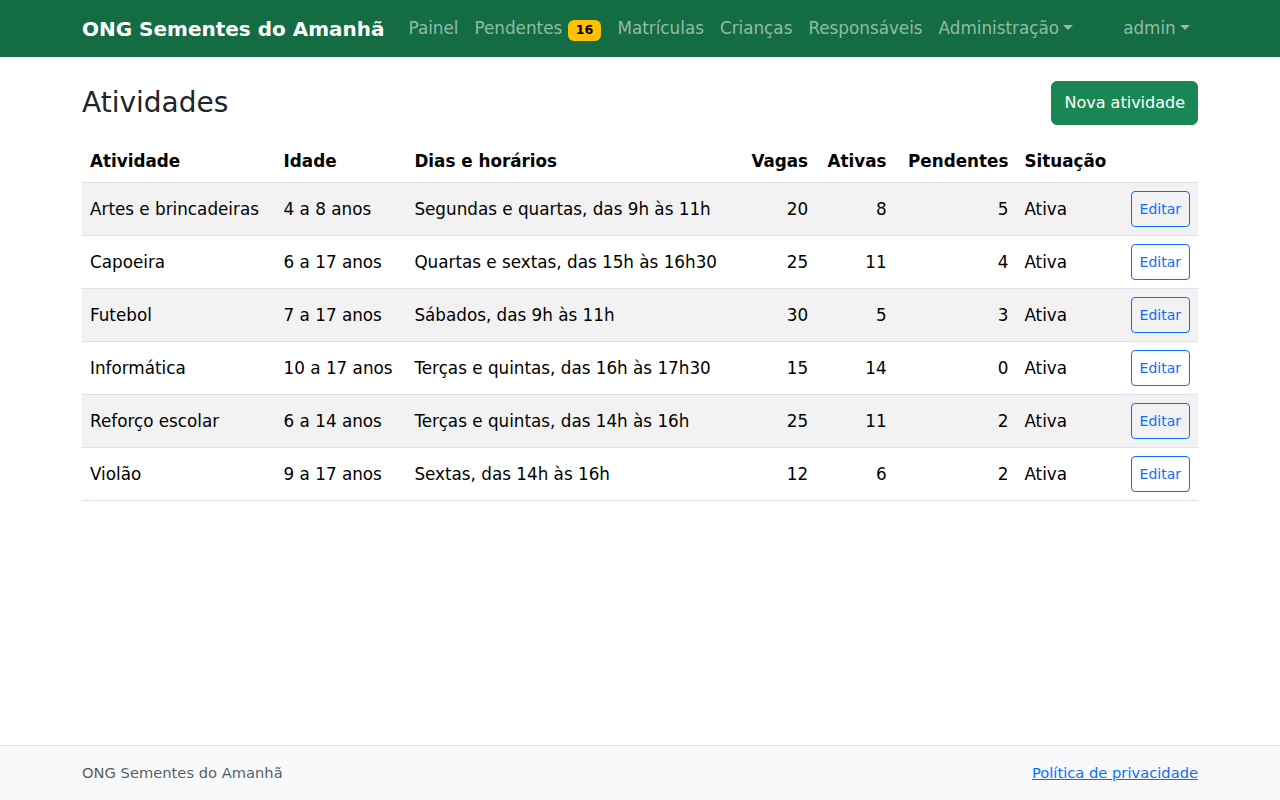 ONG Sementes do Amanhã Painel Pendentes 16 Matrículas Crianças Responsáveis Administração admin
Atividades Nova atividade
Atividade Idade Dias e horários Vagas Ativas Pendentes Situação
Artes e brincadeiras 4 a 8 anos Segundas e quartas, das 9h às 11h 20 8 5 Ativa Editar
Capoeira 6 a 17 anos Quartas e sextas, das 15h às 16h30 25 11 4 Ativa Editar
Futebol 7 a 17 anos Sábados, das 9h às 11h 30 5 3 Ativa Editar
Informática 10 a 17 anos Terças e quintas, das 16h às 17h30 15 14 0 Ativa Editar
Reforço escolar 6 a 14 anos Terças e quintas, das 14h às 16h 25 11 2 Ativa Editar
Violão 9 a 17 anos Sextas, das 14h às 16h 12 6 2 Ativa Editar
ONG Sementes do Amanhã Política de privacidade